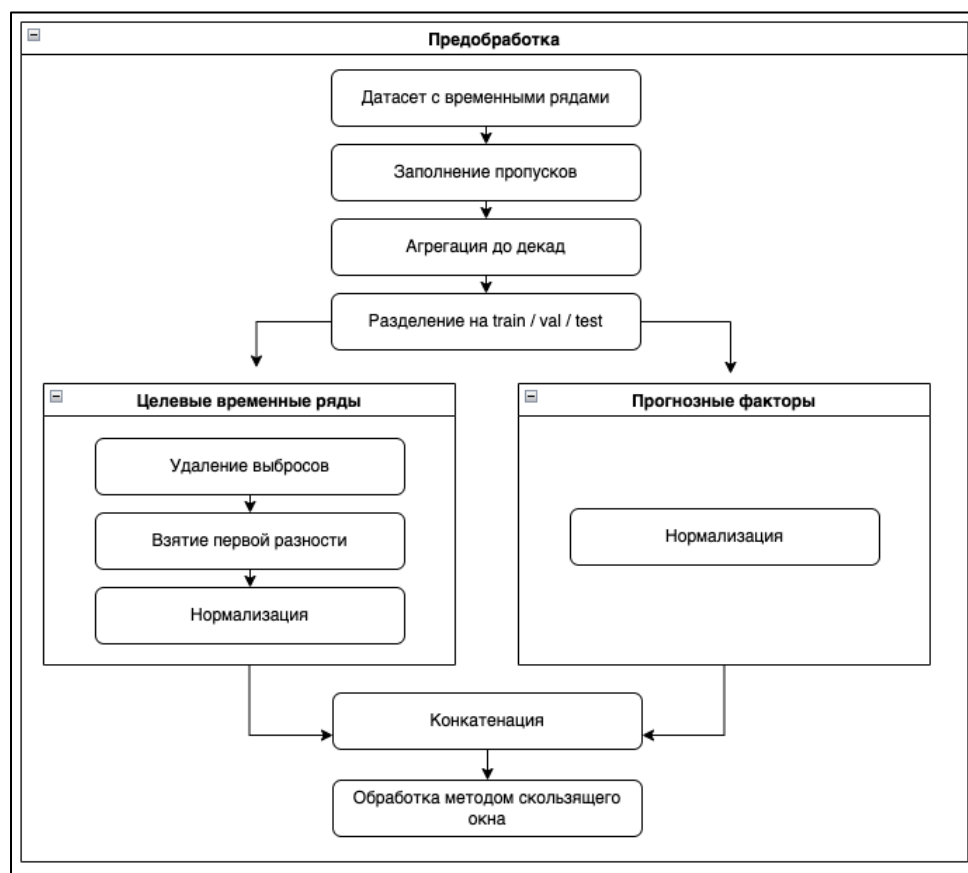 Предобработка
Датасет с временными рядами
Заполнение пропусков
Агрегация до декад
Разделение на train / val / test
Целевые временные ряды
Удаление выбросов
Взятие первой разности
Нормализация
Прогнозные факторы
Нормализация
Конкатенация
Обработка методом скользящего
окна